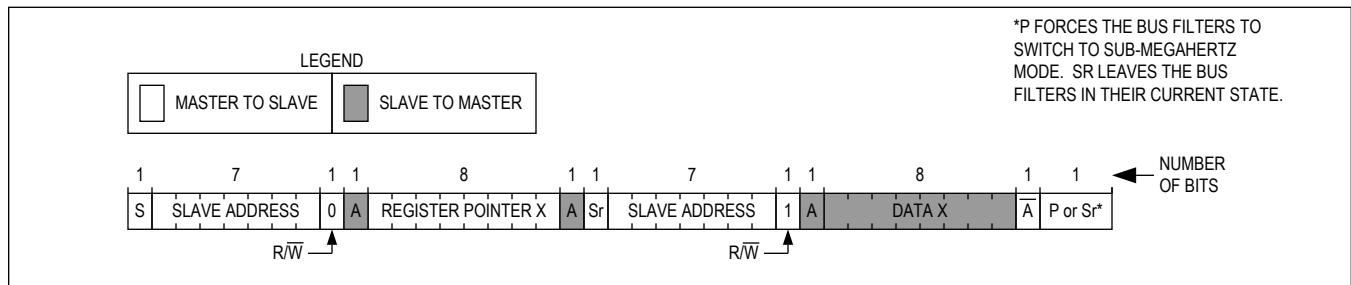 *P FORCES THE BUS FILTERS TO
SWITCH TO SUB-MEGAHERTZ
MODE.  SR LEAVES THE BUS
FILTERS IN THEIR CURRENT STATE.
LEGEND
MASTER TO SLAVE SLAVE TO MASTER
1 7 1 1 8 1 1 7 1 1 8 1 1 NUMBER
OF BITS
S SLAVE ADDRESS 0 A REGISTER POINTER X A Sr SLAVE ADDRESS 1 A DATA X A̅ P or Sr*
R/W̅ R/W̅